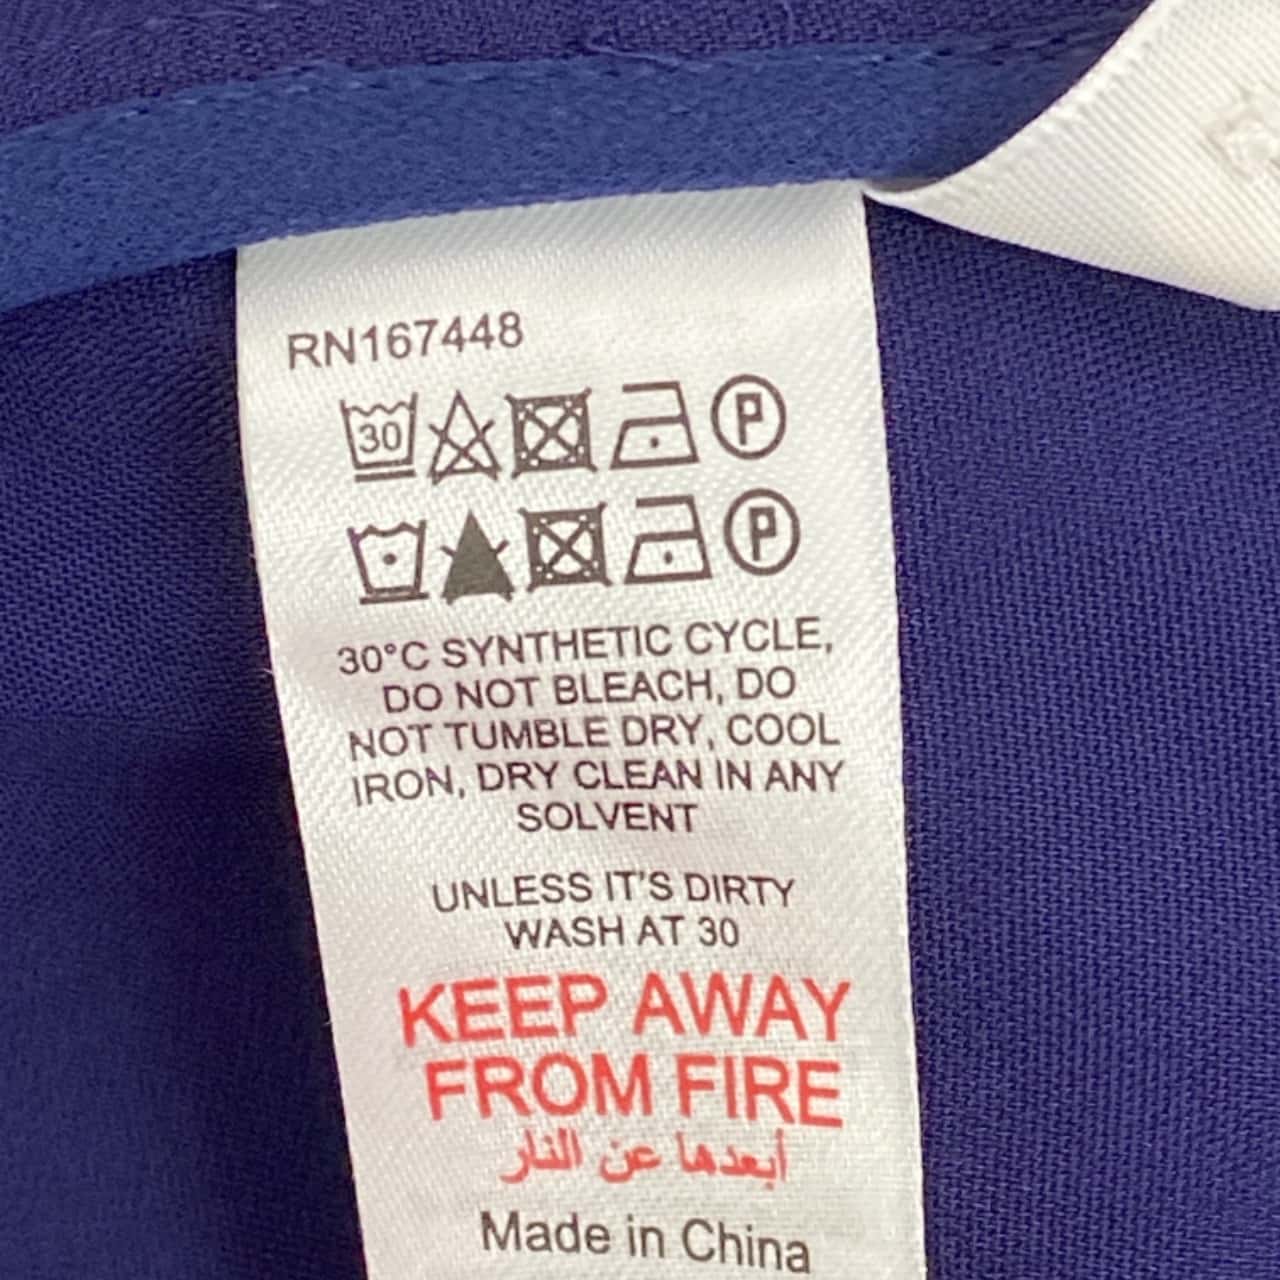 RN167448
30
P
P
30°C SYNTHETIC CYCLE,
DO NOT BLEACH, DO
NOT TUMBLE DRY, COOL
IRON, DRY CLEAN IN ANY
SOLVENT
UNLESS IT'S DIRTY
WASH AT 30
KEEP AWAY
FROM FIRE
أبعدها عن النار
Made in China